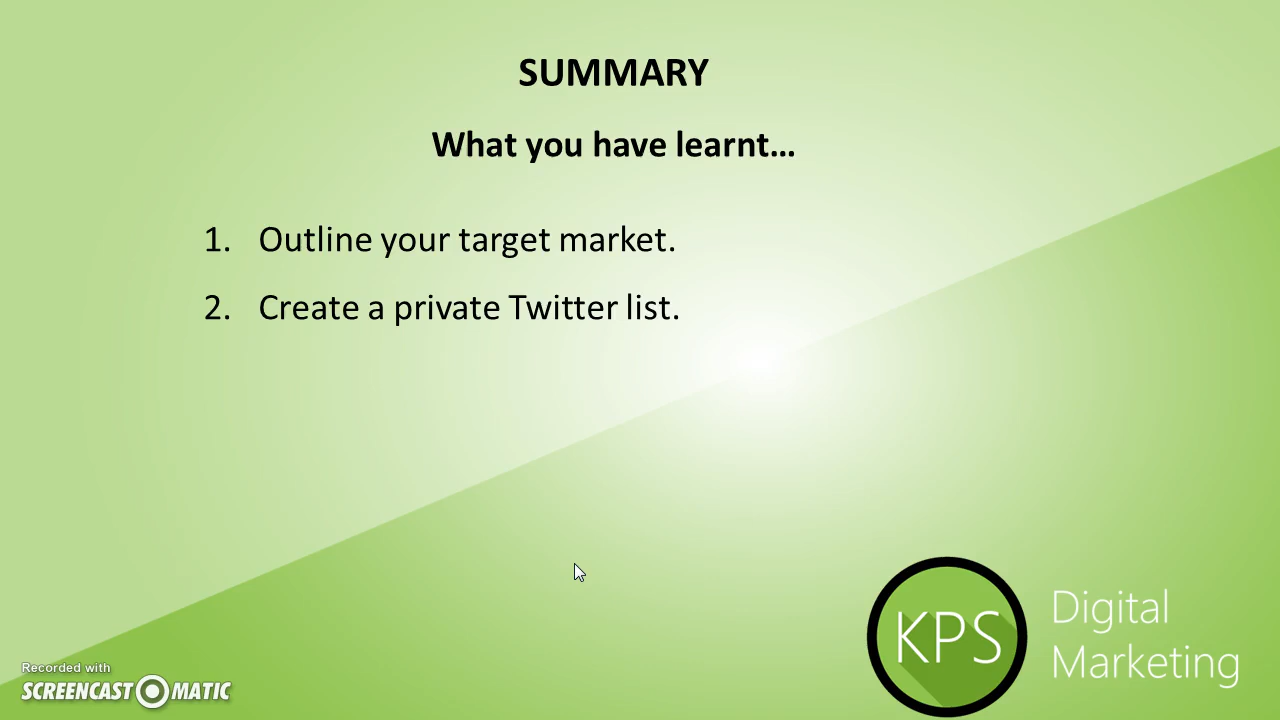 SUMMARY
What you have learnt...
1. Outline your target market.
2. Create a private Twitter list.
KPS
Digital
Marketing
Recorded with
SCREENCAST MATIC